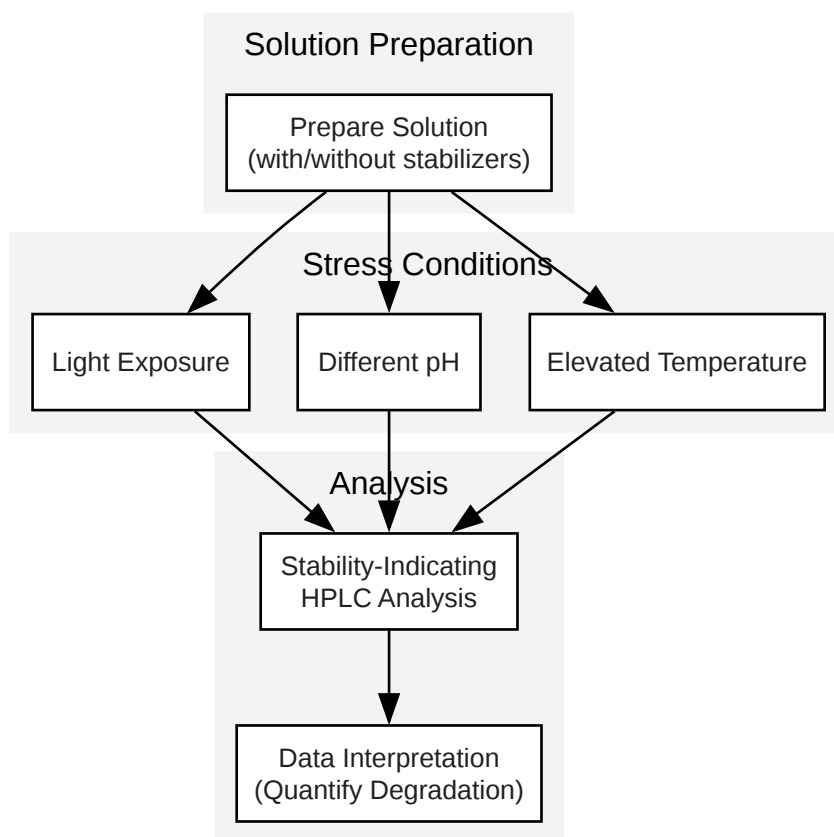 Solution Preparation
Prepare Solution
(with/without stabilizers)
Stress Conditions
Light Exposure
Different pH
Elevated Temperature
Analysis
Stability-Indicating
HPLC Analysis
Data Interpretation
(Quantify Degradation)